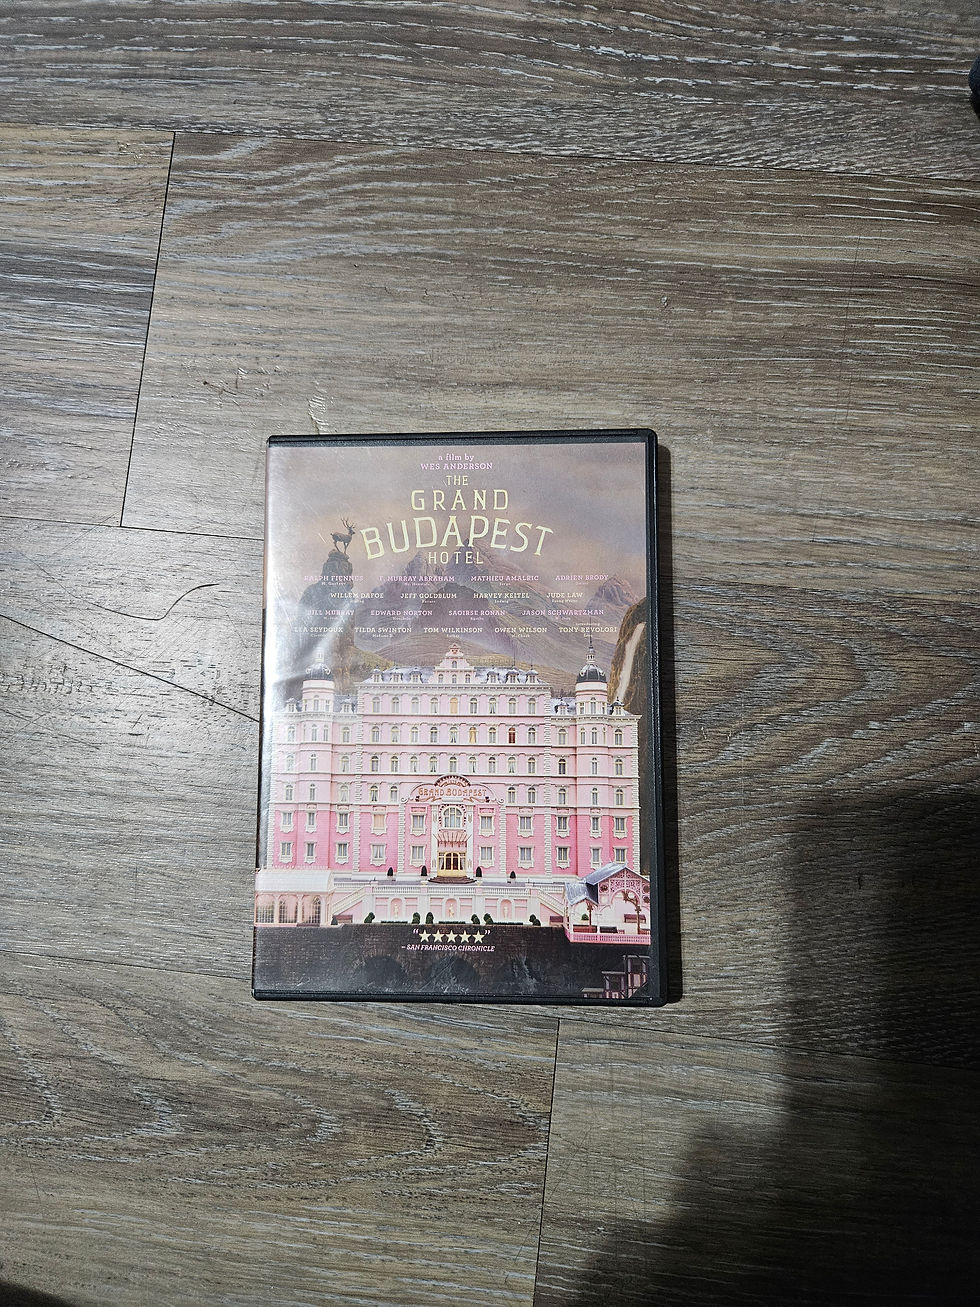 a film by
WES ANDERSON
THE
GRAND
BUDAPEST
HOTEL
RALPH FIENNES F. MURRAY ABRAHAM MATHIEU AMALRIC ADRIEN BRODY
M. Gustave
WILLEM DAFOE JEFF GOLDBLUM HARVEY KEITEL JUDE LAW
BILL MURRAY EDWARD NORTON SAOIRSE RONAN JASON SCHWARTZMAN
introducing
LÉA SEYDOUX TILDA SWINTON TOM WILKINSON OWEN WILSON TONY REVOLORI
GRAND BUDAPEST
“★★★★★”
– SAN FRANCISCO CHRONICLE